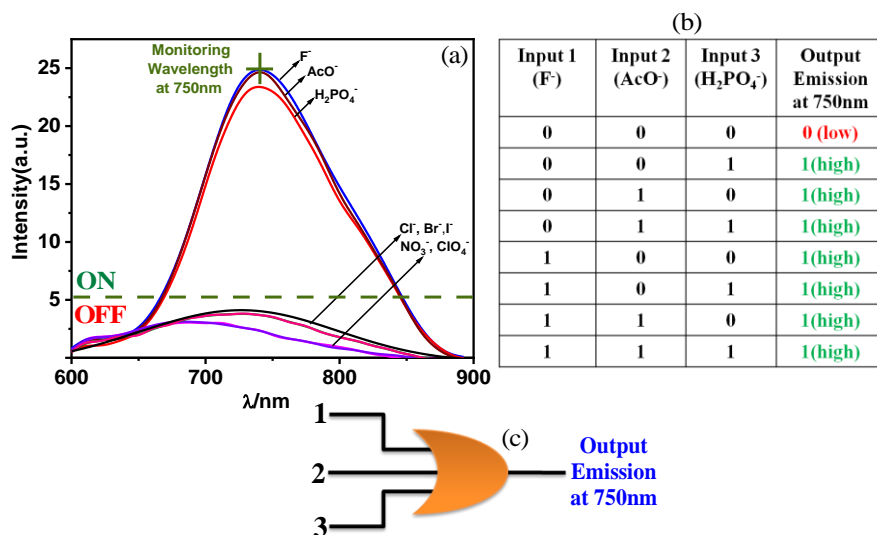 (a)
Monitoring
Wavelength
at 750nm
F⁻
AcO⁻
H₂PO₄⁻
Cl⁻, Br⁻,I⁻
NO₃⁻, ClO₄⁻
ON
OFF
Intensity(a.u.)
25
20
15
10
5
600 700 800 900
λ/nm
(b)
Input 1 (F⁻) Input 2 (AcO⁻) Input 3 (H₂PO₄⁻) Output Emission at 750nm
0 0 0 0 (low)
0 0 1 1(high)
0 1 0 1(high)
0 1 1 1(high)
1 0 0 1(high)
1 0 1 1(high)
1 1 0 1(high)
1 1 1 1(high)
(c)
1
2
3
Output
Emission
at 750nm